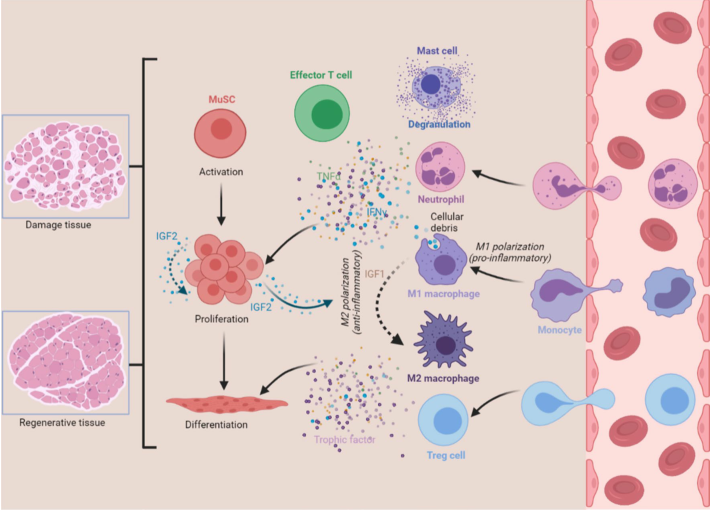 Mast cell
Effector T cell
MuSC
Degranulation
Activation
TNFα
Neutrophil
IFNγ
Cellular
debris
Damage tissue
IGF2
M1 polarization
(pro-inflammatory)
IGF1
M1 macrophage
IGF2
M2 polarization
(anti-inflammatory)
Proliferation
Monocyte
M2 macrophage
Regenerative tissue
Differentiation
Trophic factor
Treg cell